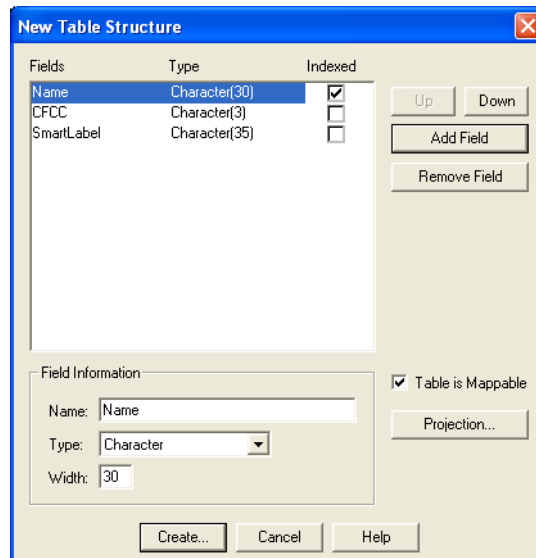 New Table Structure
Fields Type Indexed
Name Character(30)
CFCC Character(3)
SmartLabel Character(35)
Up Down
Add Field
Remove Field
Field Information
Table is Mappable
Name: Name
Projection...
Type: Character
Width: 30
Create... Cancel Help